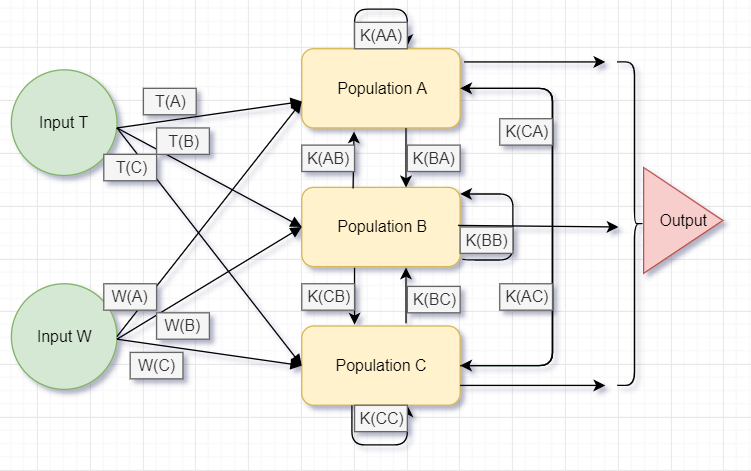 K(AA)
Population A
T(A)
Input T
T(B)
K(CA)
T(C)
K(AB)
K(BA)
Population B
Output
K(BB)
W(A)
K(CB)
K(BC)
K(AC)
W(B)
Input W
W(C)
Population C
K(CC)